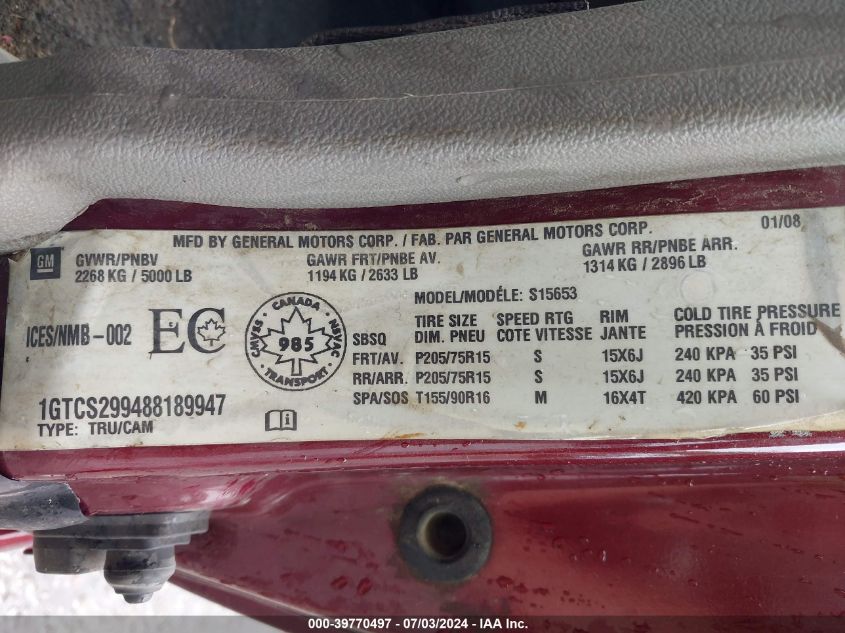 MFD BY GENERAL MOTORS CORP. / FAB. PAR GENERAL MOTORS CORP. 01/08
GM
GVWR/PNBV GAWR FRT/PNBE AV. GAWR RR/PNBE ARR.
2268 KG / 5000 LB 1194 KG / 2633 LB 1314 KG / 2896 LB
MODEL/MODÉLE: S15653
ICES/NMB-002 EC
CANADA
CMVSS 985 NSVAC
TRANSPORT
TIRE SIZE SPEED RTG RIM COLD TIRE PRESSURE
SBSQ DIM. PNEU COTE VITESSE JANTE PRESSION À FROID
FRT/AV. P205/75R15 S 15X6J 240 KPA 35 PSI
RR/ARR. P205/75R15 S 15X6J 240 KPA 35 PSI
SPA/SOS T155/90R16 M 16X4T 420 KPA 60 PSI
1GTCS299488189947
TYPE: TRU/CAM
000-39770497 - 07/03/2024 - IAA Inc.